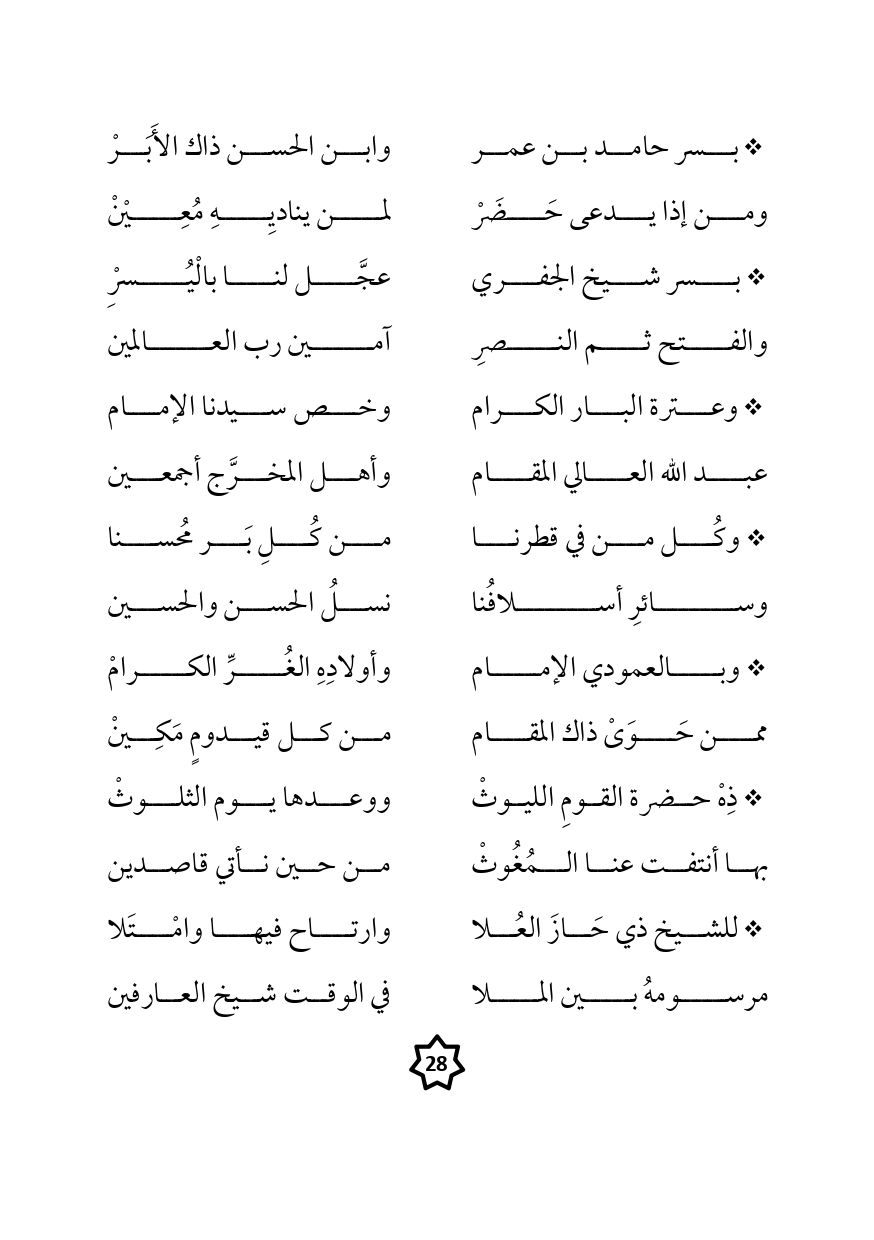 ❖ بسر حامد بن عمر وابن الحسن ذاك الأَبَرْ
ومن إذا يدعى حَضَرْ لمن يناديِهِ مُعِيْنْ
❖ بسر شيخ الجفري عجَّل لنا بالْيُسرْ
والفتح ثم النصرِ آمين رب العالمين
❖ وعترة البار الكرام وخص سيدنا الإمام
عبد الله العالي المقام وأهل المخرَّج أجمعين
❖ وكُل من في قطرنا من كُلِ بَر مُحسنا
وسائرِ أسلافُنا نسلُ الحسن والحسين
❖ وبالعمودي الإمام وأولادِهِ الغُرِّ الكرامْ
ممن حَوَىْ ذاك المقام من كل قيدومٍ مَكِينْ
❖ ذِهْ حضرة القومِ الليوثْ ووعدها يوم الثلوثْ
بها أنتفت عنا المُغُوثْ من حين نأتي قاصدين
❖ للشيخ ذي حَازَ العُلا وارتاح فيها وامْتَلا
مرسومهُ بين الملا في الوقت شيخ العارفين
28